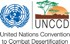 UNCCD
United Nations Convention
to Combat Desertification